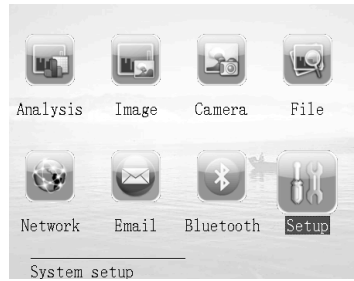 Analysis Image Camera File
Network Email Bluetooth Setup
System setup